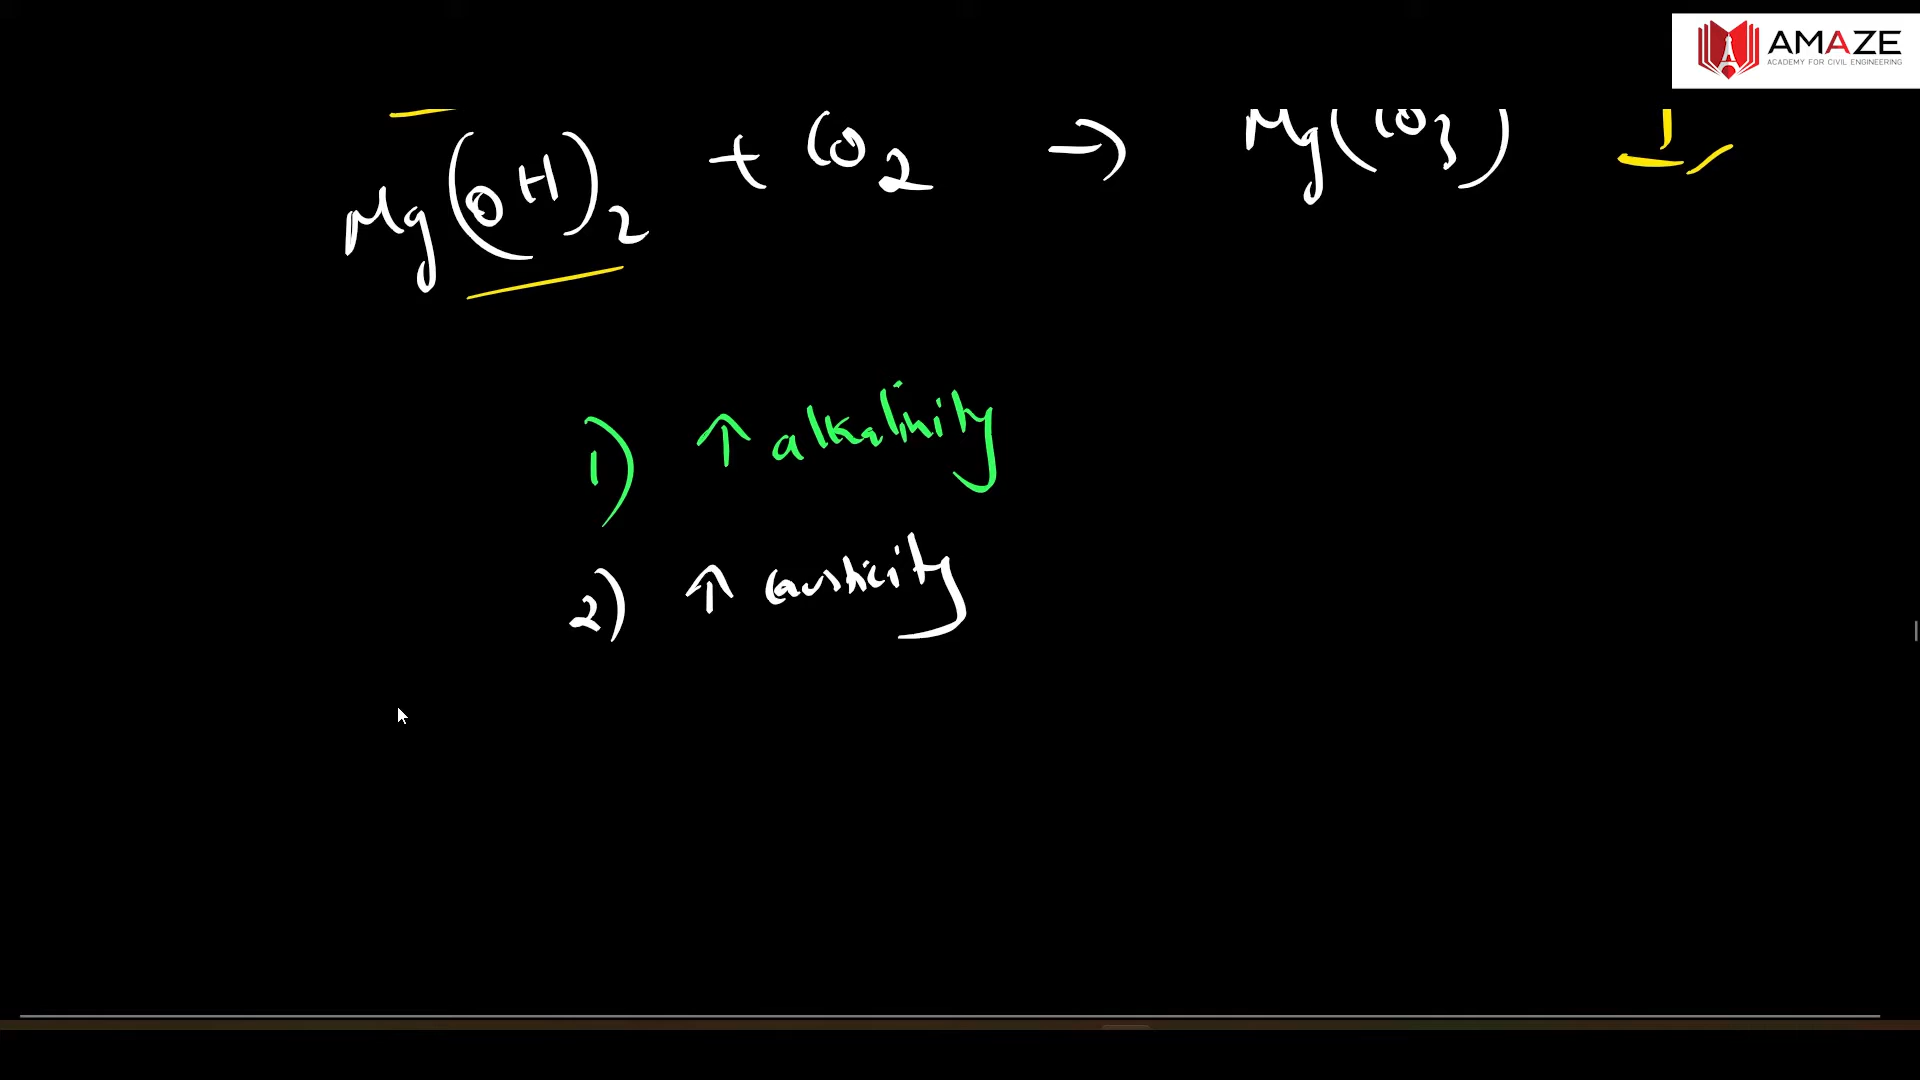 AMAZE
ACADEMY FOR CIVIL ENGINEERING
Mg(OH)2 + CO2 → Mg(CO3) ↓
1) ↑ alkalinity
2) ↑ causticity